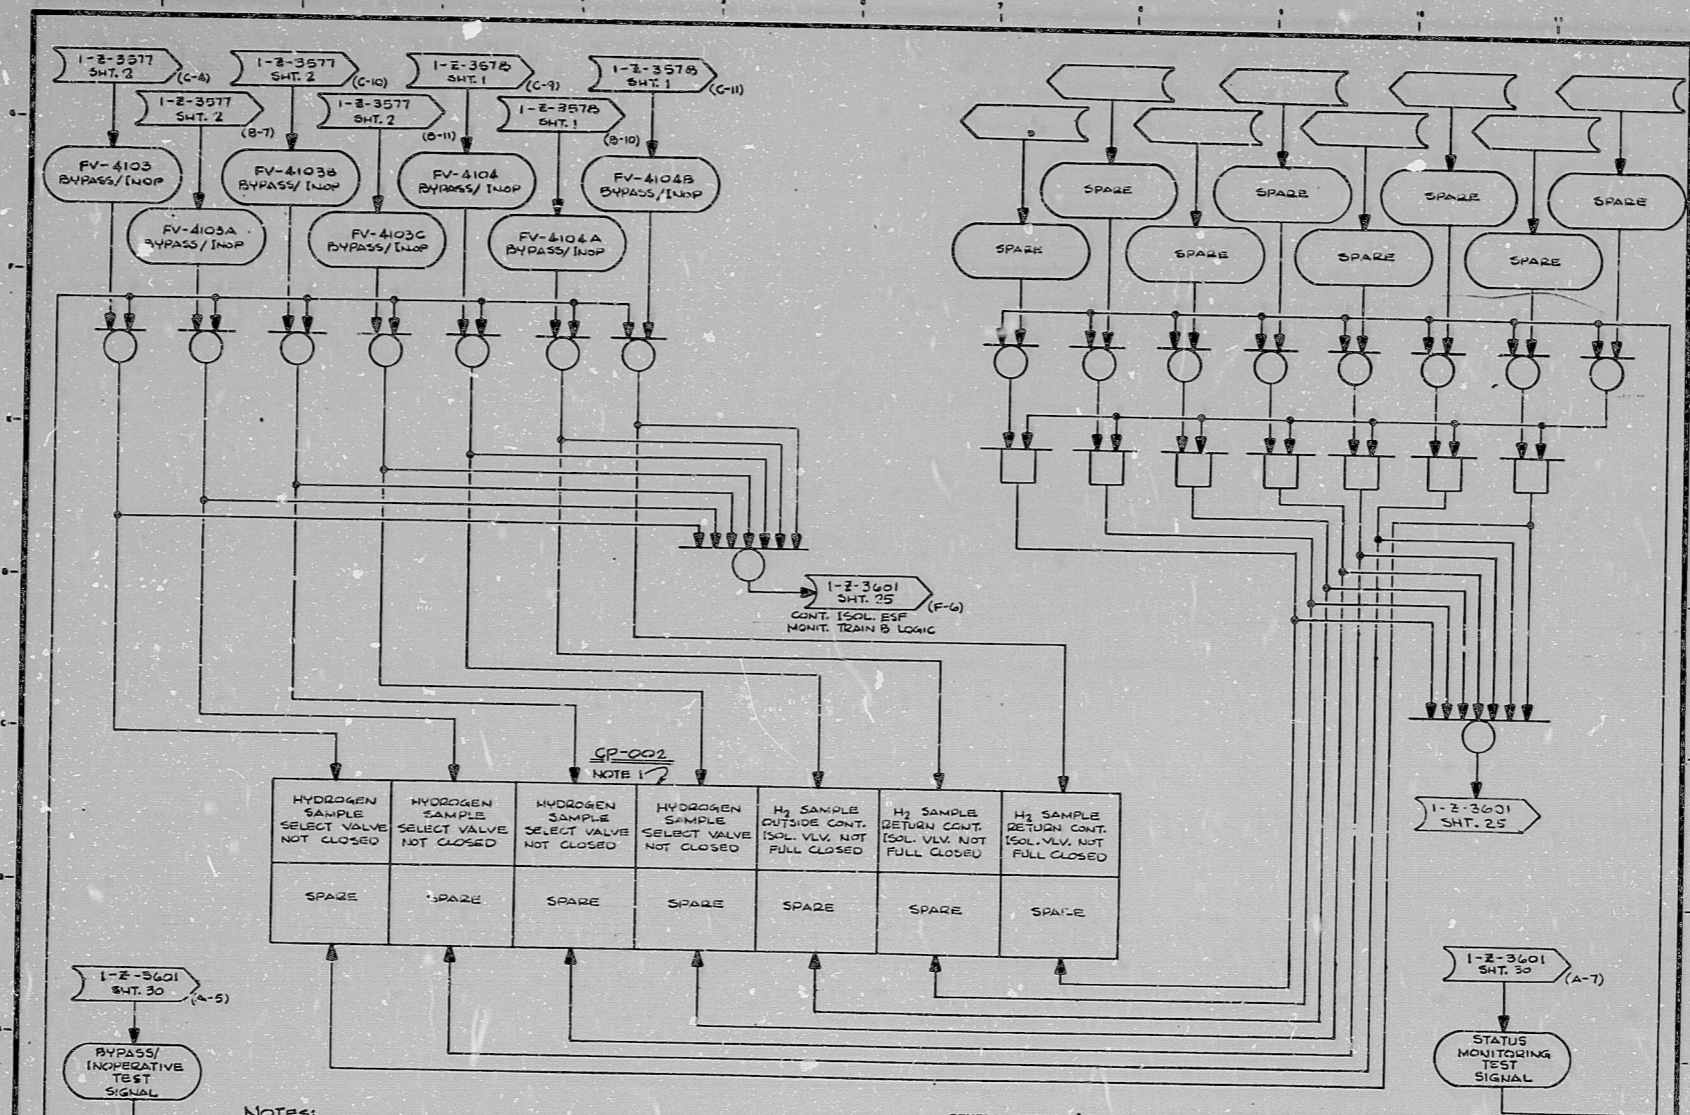 7
8
9
10
11
1-Z-3577
SHT. 2
(C-4)
1-Z-3577
SHT. 2
(C-10)
1-Z-3578
SHT. 1
(C-9)
1-Z-3578
SHT. 1
(C-11)
1-Z-3577
SHT. 2
(B-7)
1-Z-3577
SHT. 2
(B-11)
1-Z-3578
SHT. 1
(B-10)
G
FV-4103
BYPASS/INOP
FV-4103B
BYPASS/INOP
FV-4104
BYPASS/INOP
FV-4104B
BYPASS/INOP
SPARE
SPARE
SPARE
SPARE
FV-4103A
BYPASS/INOP
FV-4103C
BYPASS/INOP
FV-4104A
BYPASS/INOP
SPARE
SPARE
SPARE
SPARE
F
E
D
1-Z-3601
SHT. 25
(F-6)
CONT. ISOL. ESF
MONIT. TRAIN B LOGIC
C
CP-002
NOTE 1
1-Z-3601
SHT. 25
HYDROGEN
SAMPLE
SELECT VALVE
NOT CLOSED
HYDROGEN
SAMPLE
SELECT VALVE
NOT CLOSED
HYDROGEN
SAMPLE
SELECT VALVE
NOT CLOSED
HYDROGEN
SAMPLE
SELECT VALVE
NOT CLOSED
H2 SAMPLE
OUTSIDE CONT.
ISOL. VLV. NOT
FULL CLOSED
H2 SAMPLE
RETURN CONT.
ISOL. VLV. NOT
FULL CLOSED
H2 SAMPLE
RETURN CONT.
ISOL. VLV. NOT
FULL CLOSED
B
SPARE
SPARE
SPARE
SPARE
SPARE
SPARE
SPARE
1-Z-3601
SHT. 30
(A-5)
1-Z-3601
SHT. 30
(A-7)
BYPASS/
INOPERATIVE
TEST
SIGNAL
STATUS
MONITORING
TEST
SIGNAL
NOTES: